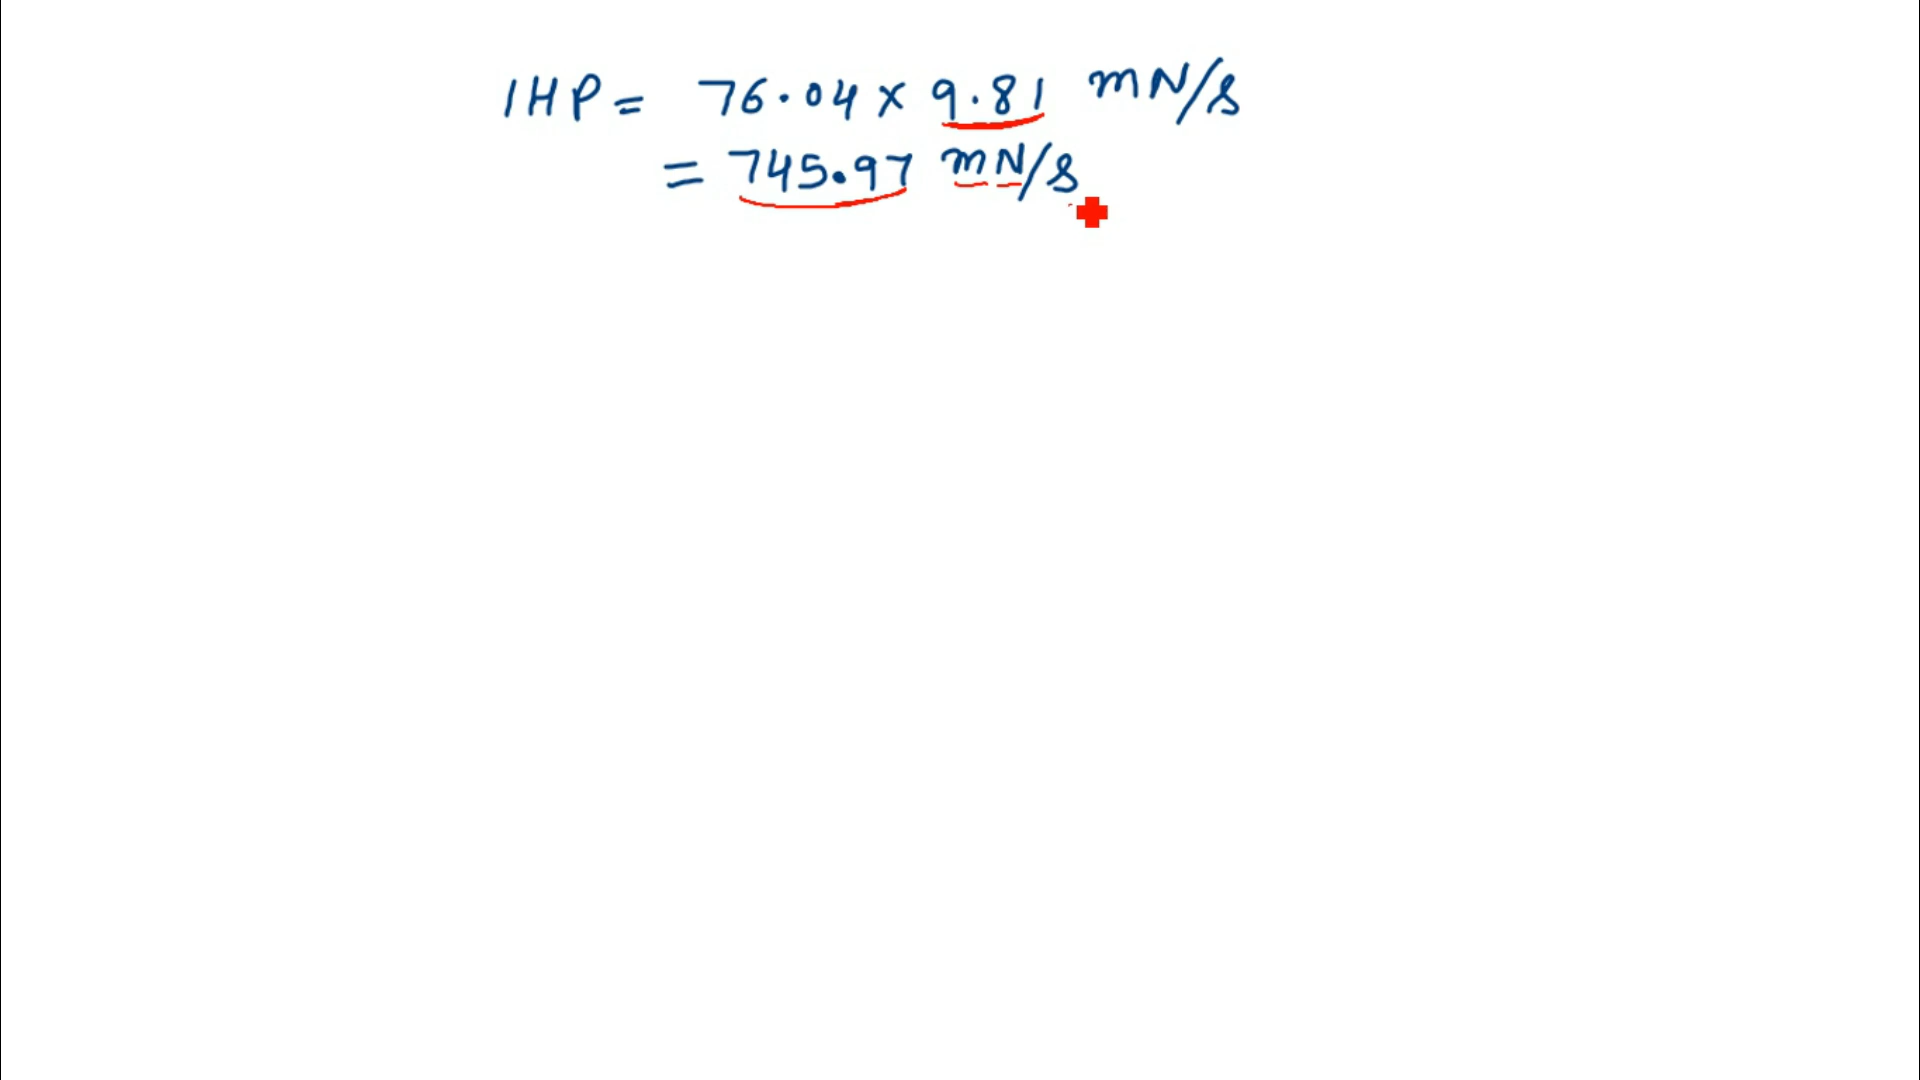 1HP = 76.04 × 9.81 mN/s
= 745.97 mN/s